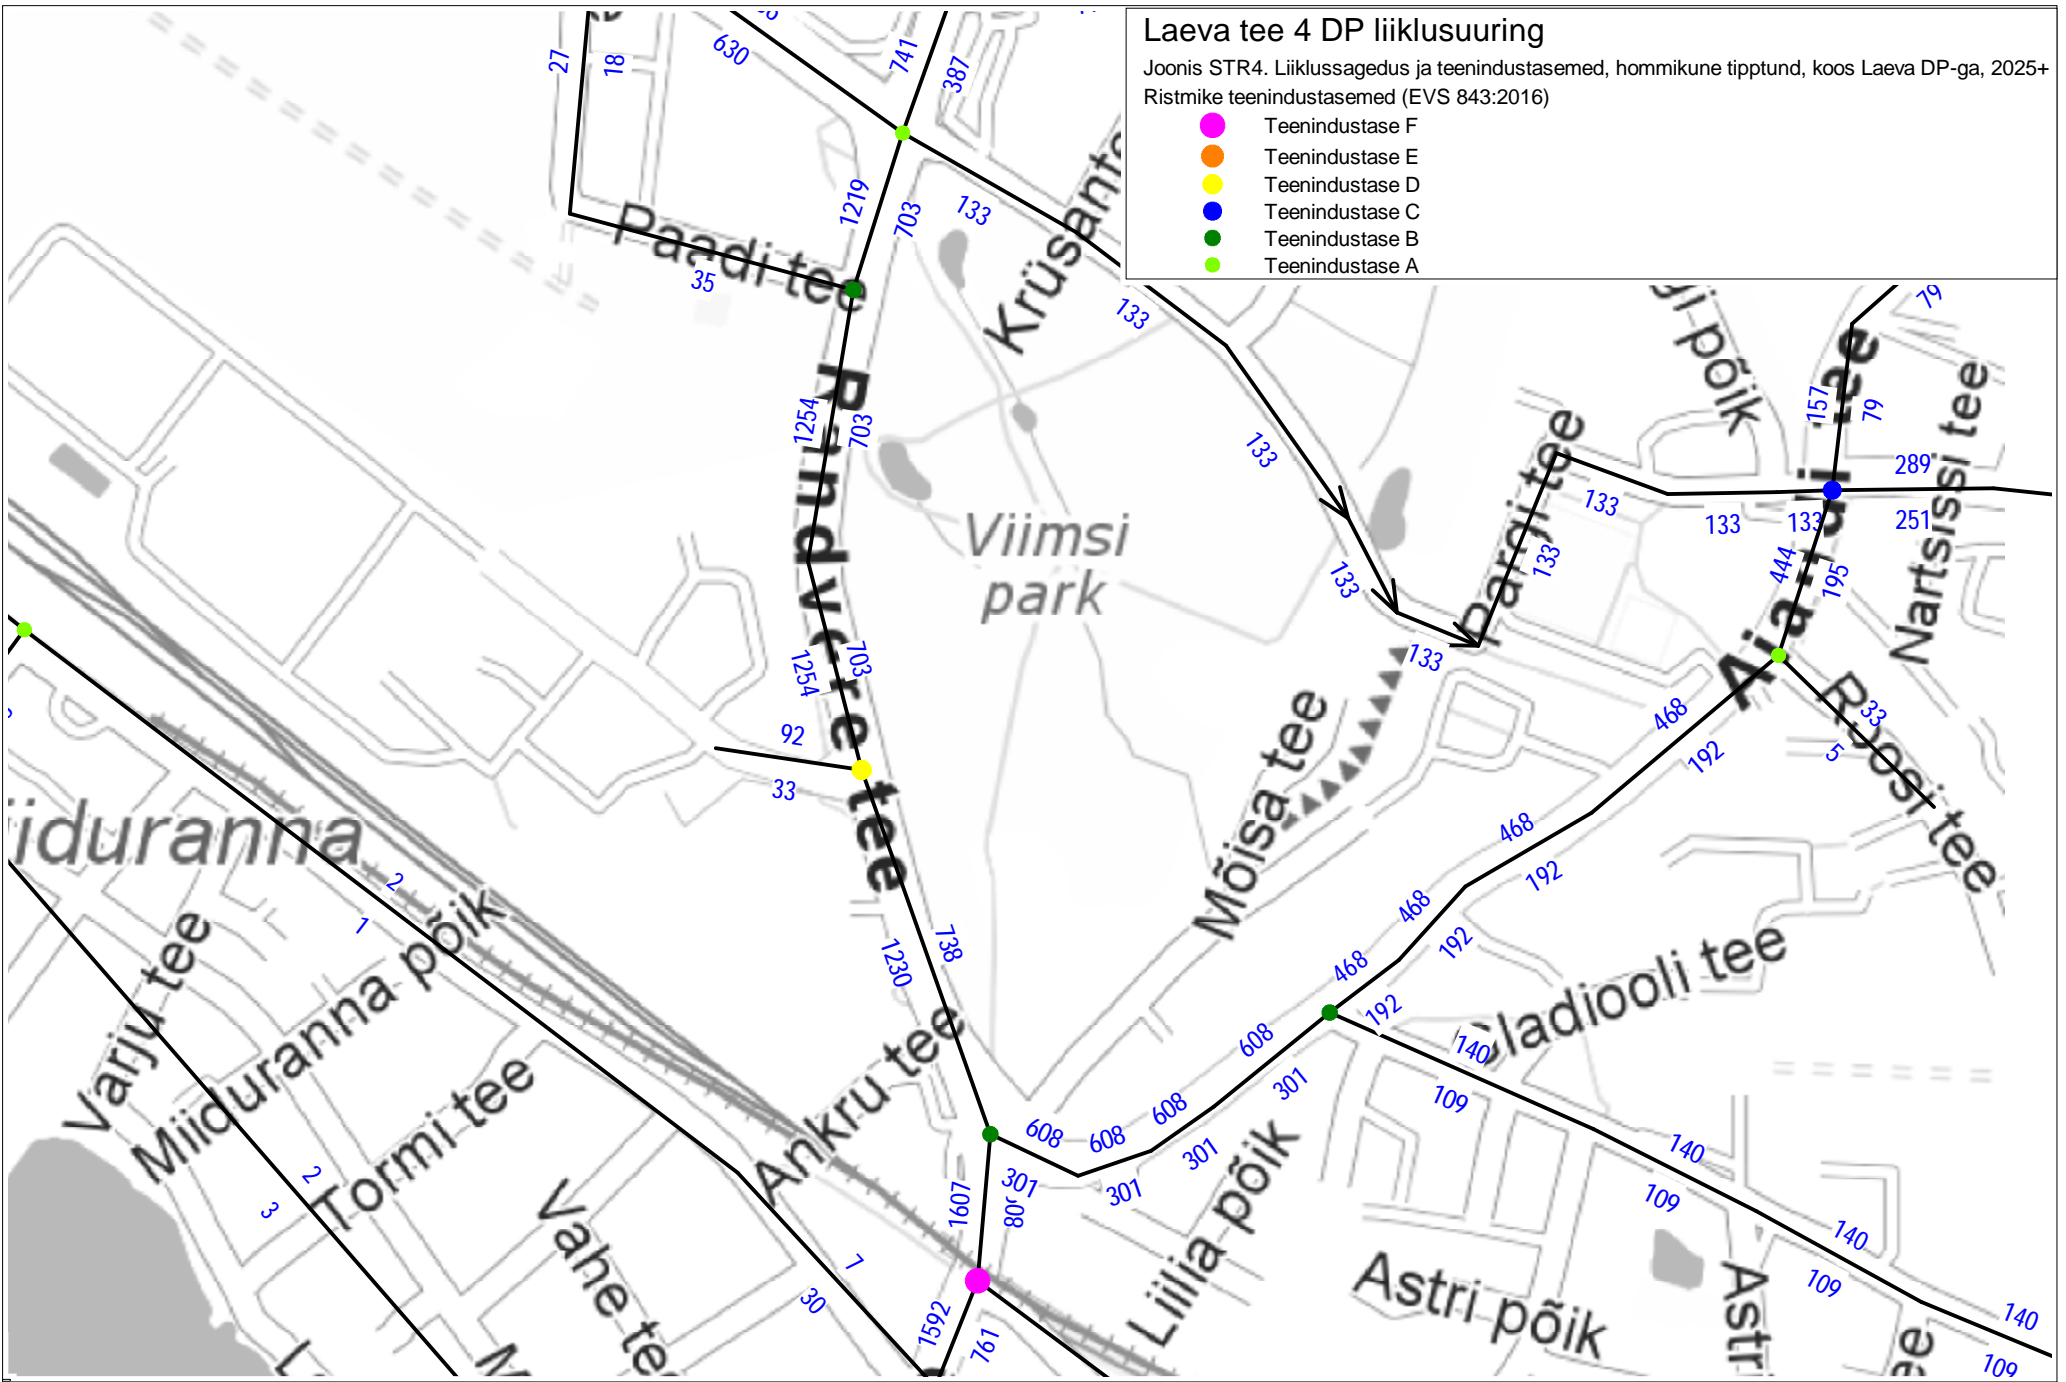 Laeva tee 4 DP liiklusuuring
Joonis STR4. Liiklussagedus ja teenindustasemed, hommikune tipptund, koos Laeva DP-ga, 2025+
Ristmike teenindustasemed (EVS 843:2016)
Teenindustase F
Teenindustase E
Teenindustase D
Teenindustase C
Teenindustase B
Teenindustase A
27
18
630
741
387
1219
703
133
Paadi tee
35
133
79
157
79
1254
703
133
Pargi tee
133
133
133
289
251
Nartsissi tee
Viimsi
park
133
133
444
195
1254
703
133
Aiandi tee
Randvere tee
92
33
Mõisa tee
468
192
33
5
Roosi tee
468
192
2
1
Varju tee
Miiduranna põik
738
1230
468
192
468
192
Gladiooli tee
608
301
140
109
Tormi tee
Ankru tee
608
608
608
301
301
301
140
109
2
3
Vahe
1607
Liilia põik
140
109
7
30
1592
761
Astri põik
Astri
140
109